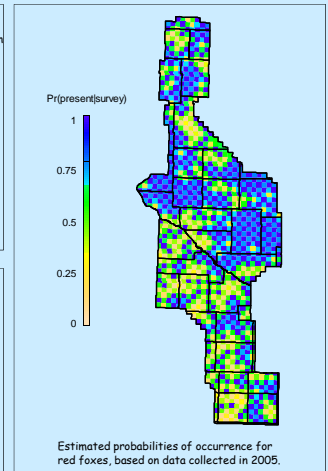 Pr(present|survey)
1
0.75
0.5
0.25
0
Estimated probabilities of occurrence for
red foxes, based on data collected in 2005.